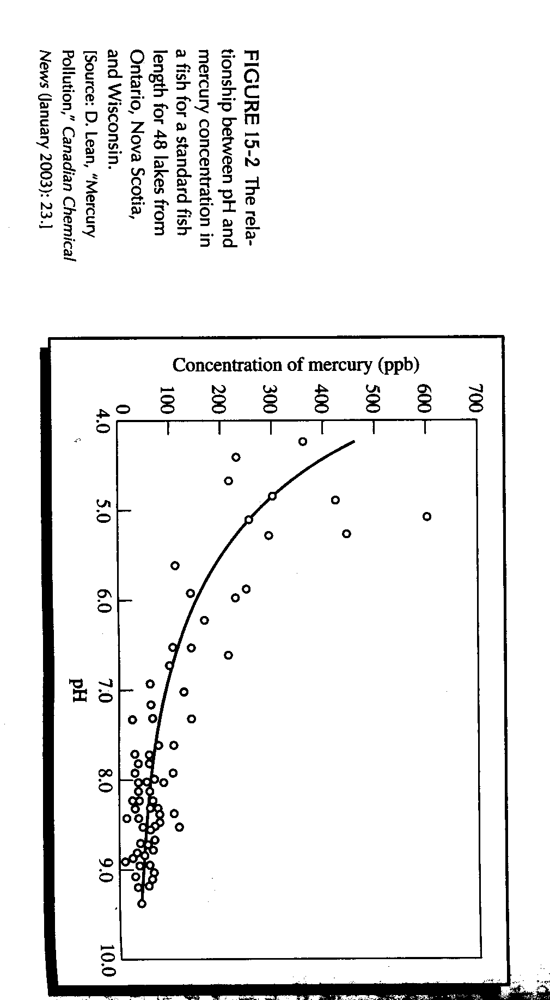 FIGURE 15-2 The rela-
tionship between pH and
mercury concentration in
a fish for a standard fish
length for 48 lakes from
Ontario, Nova Scotia,
and Wisconsin.
[Source: D. Lean, “Mercury
Pollution,” Canadian Chemical
News (January 2003): 23.]
Concentration of mercury (ppb)
700
600
500
400
300
200
100
0
4.0
5.0
6.0
7.0
8.0
9.0
10.0
pH